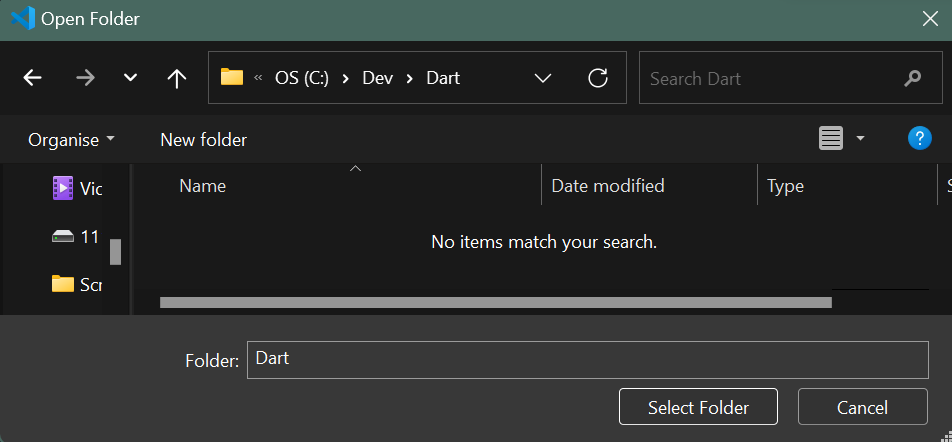 Open Folder
« OS (C:) › Dev › Dart
Search Dart
Organise
New folder
Vic
11
Scr
Name
Date modified
Type
No items match your search.
Folder: Dart
Select Folder
Cancel